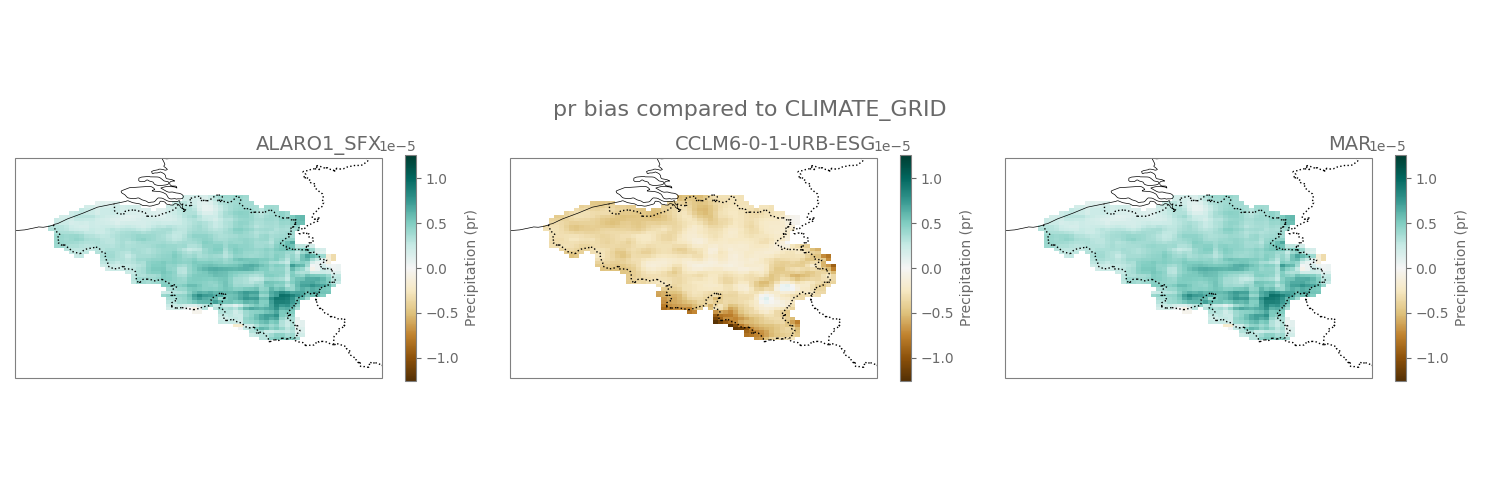 pr bias compared to CLIMATE_GRID
ALARO1_SFX
1e−5
1.0
0.5
0.0
−0.5
−1.0
Precipitation (pr)
CCLM6-0-1-URB-ESG
1e−5
1.0
0.5
0.0
−0.5
−1.0
Precipitation (pr)
MAR
1e−5
1.0
0.5
0.0
−0.5
−1.0
Precipitation (pr)